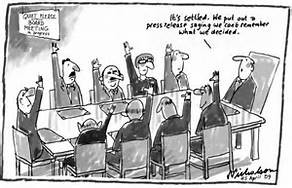 QUIET PLEASE
BOARD
MEETING
in progress
It's settled. We put out a
press release saying we can't remember
what we decided.
Nicholson